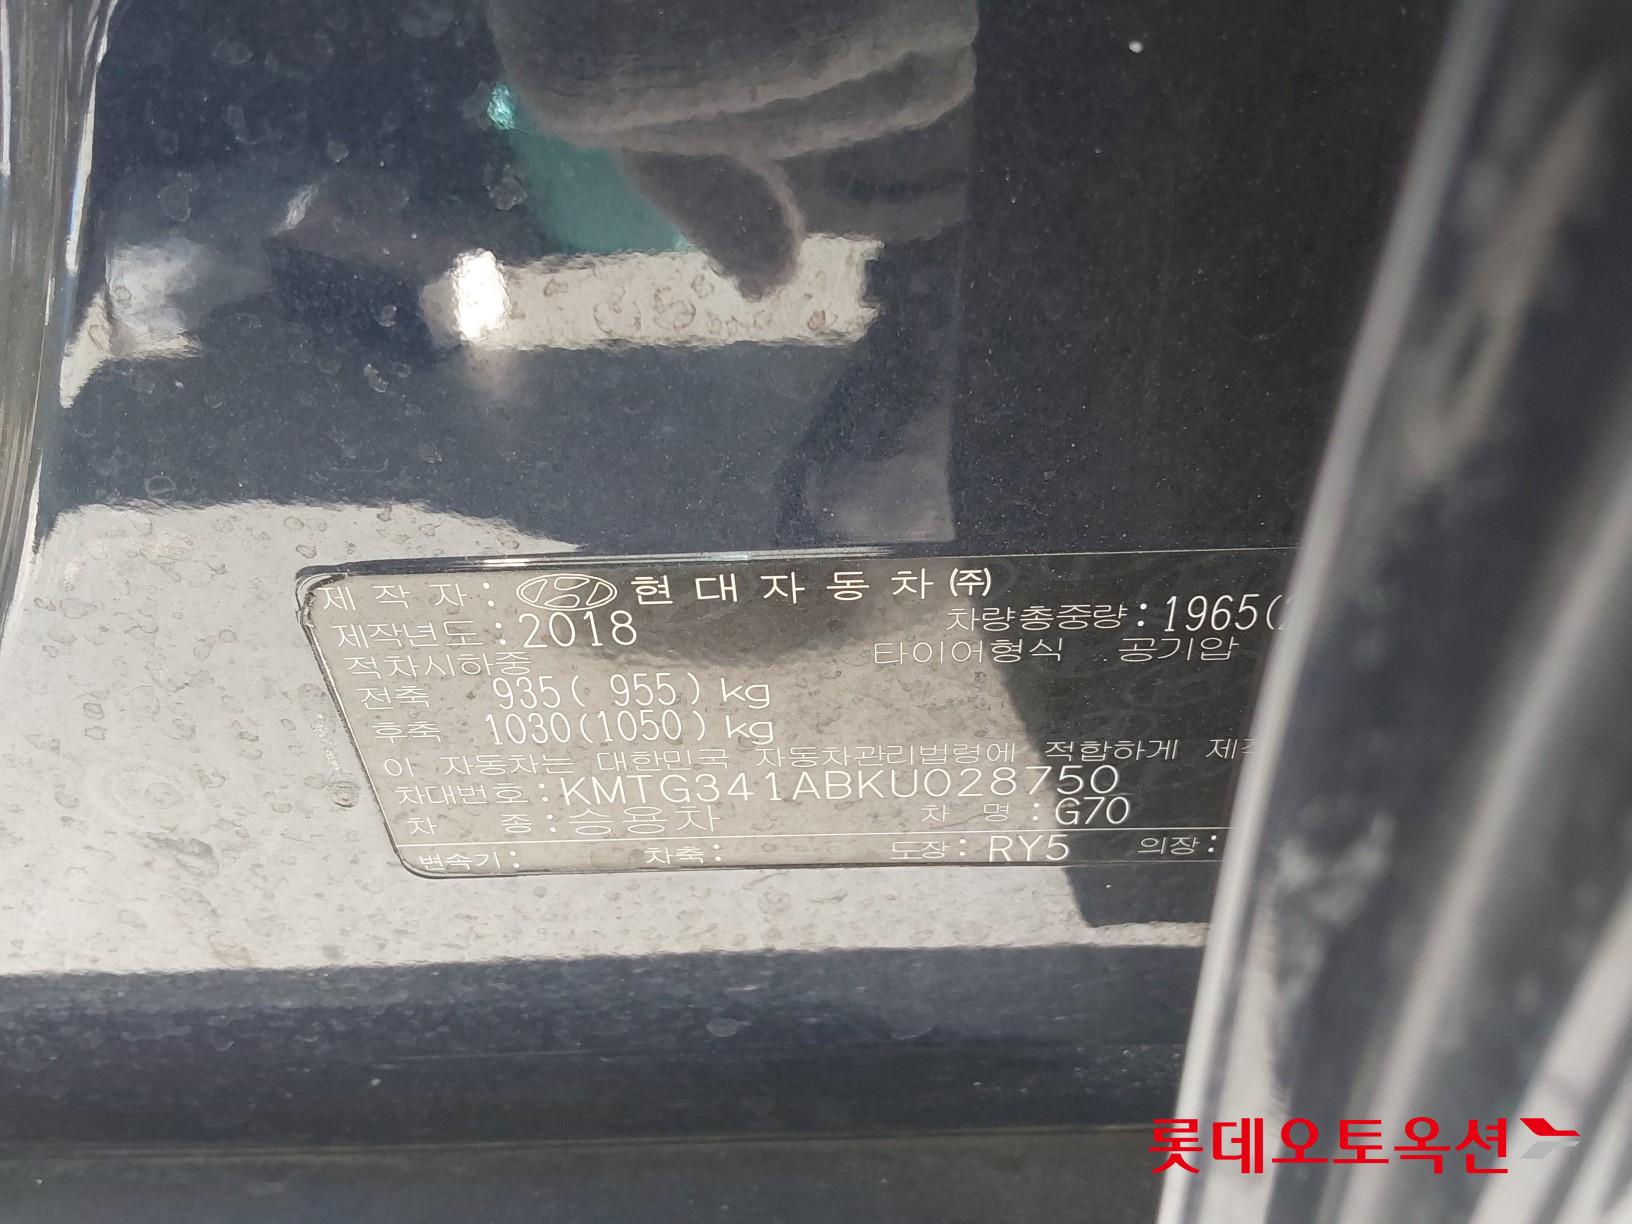 제 작 자 : 현 대 자 동 차 ㈜
제작년도 : 2018 차량총중량 : 1965(
적차시하중 타이어형식 공기압
전축 935( 955) kg
후축 1030(1050) kg
이 자동차는 대한민국 자동차관리법령에 적합하게
차대번호 : KMTG341ABKU028750
차 종 : 승용차 차 명 : G70
변속기 : 차축 : 도장 : RY5 의장 :
롯데오토옥션